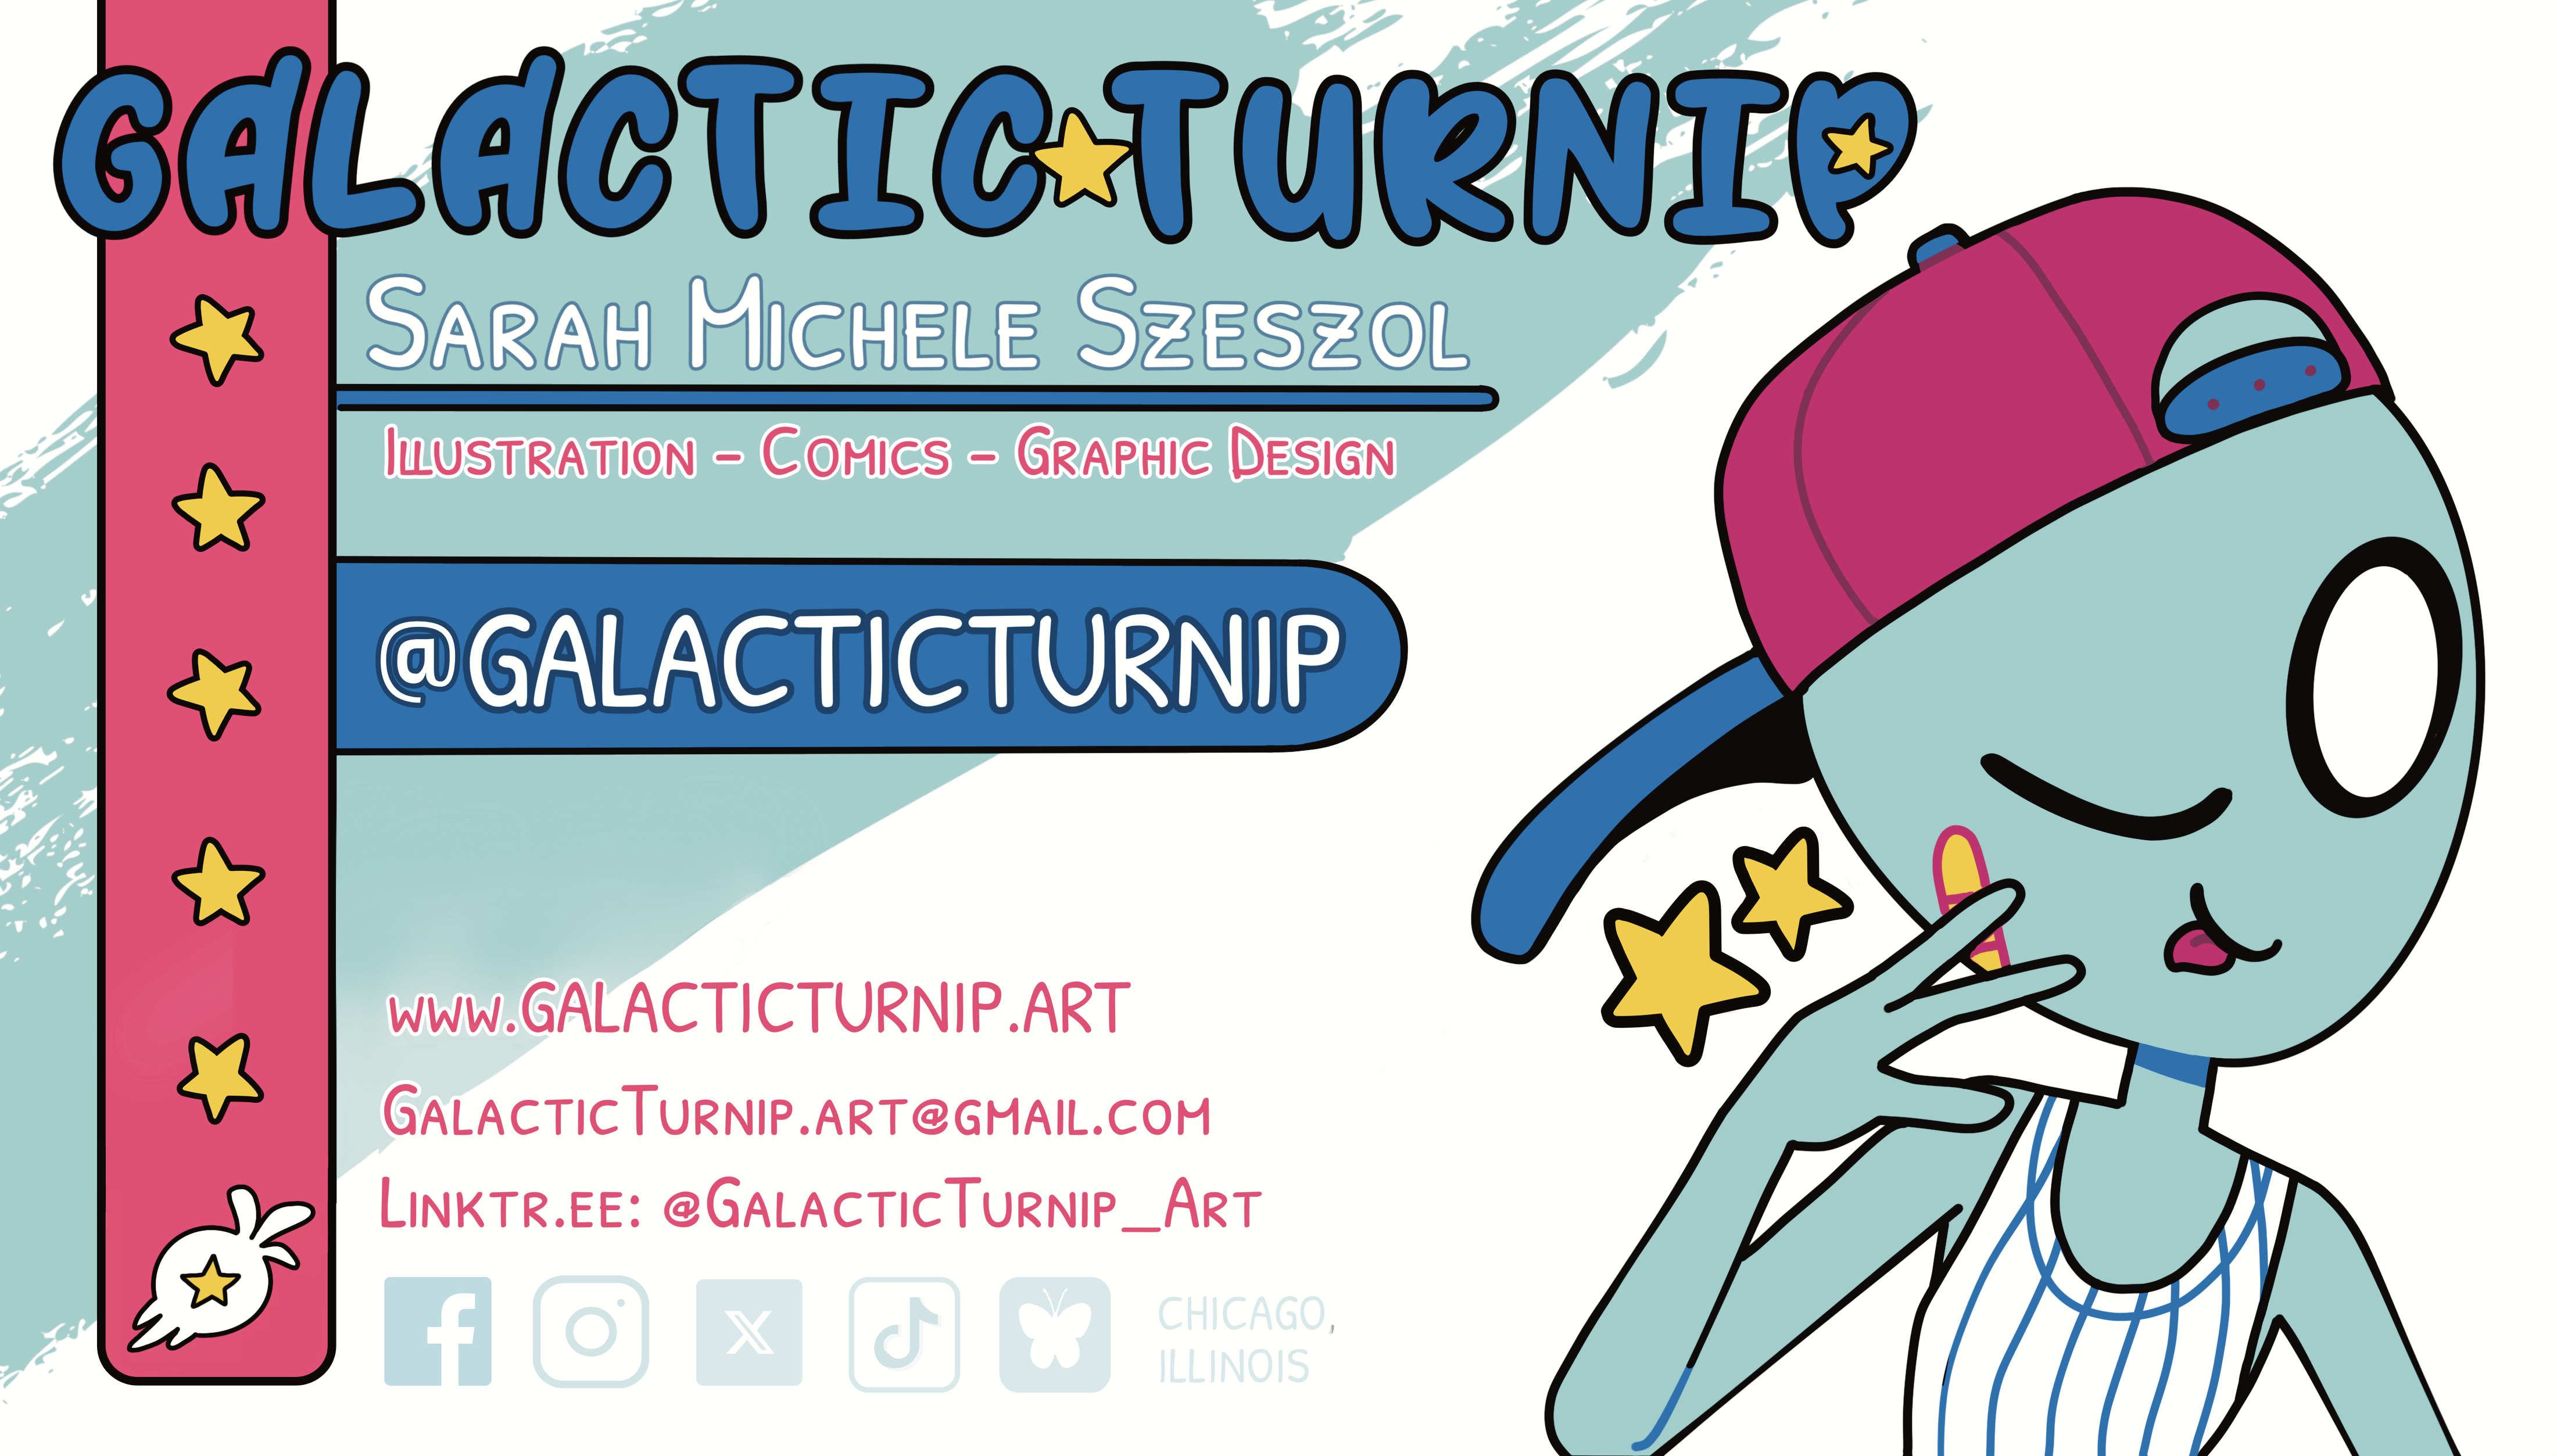 GALACTIC TURNIP
SARAH MICHELE SZESZOL
ILLUSTRATION - COMICS - GRAPHIC DESIGN
@GALACTICTURNIP
www.GALACTICTURNIP.ART
GALACTICTURNIP.ART@GMAIL.COM
LINKTR.EE: @GALACTICTURNIP_ART
CHICAGO,
ILLINOIS